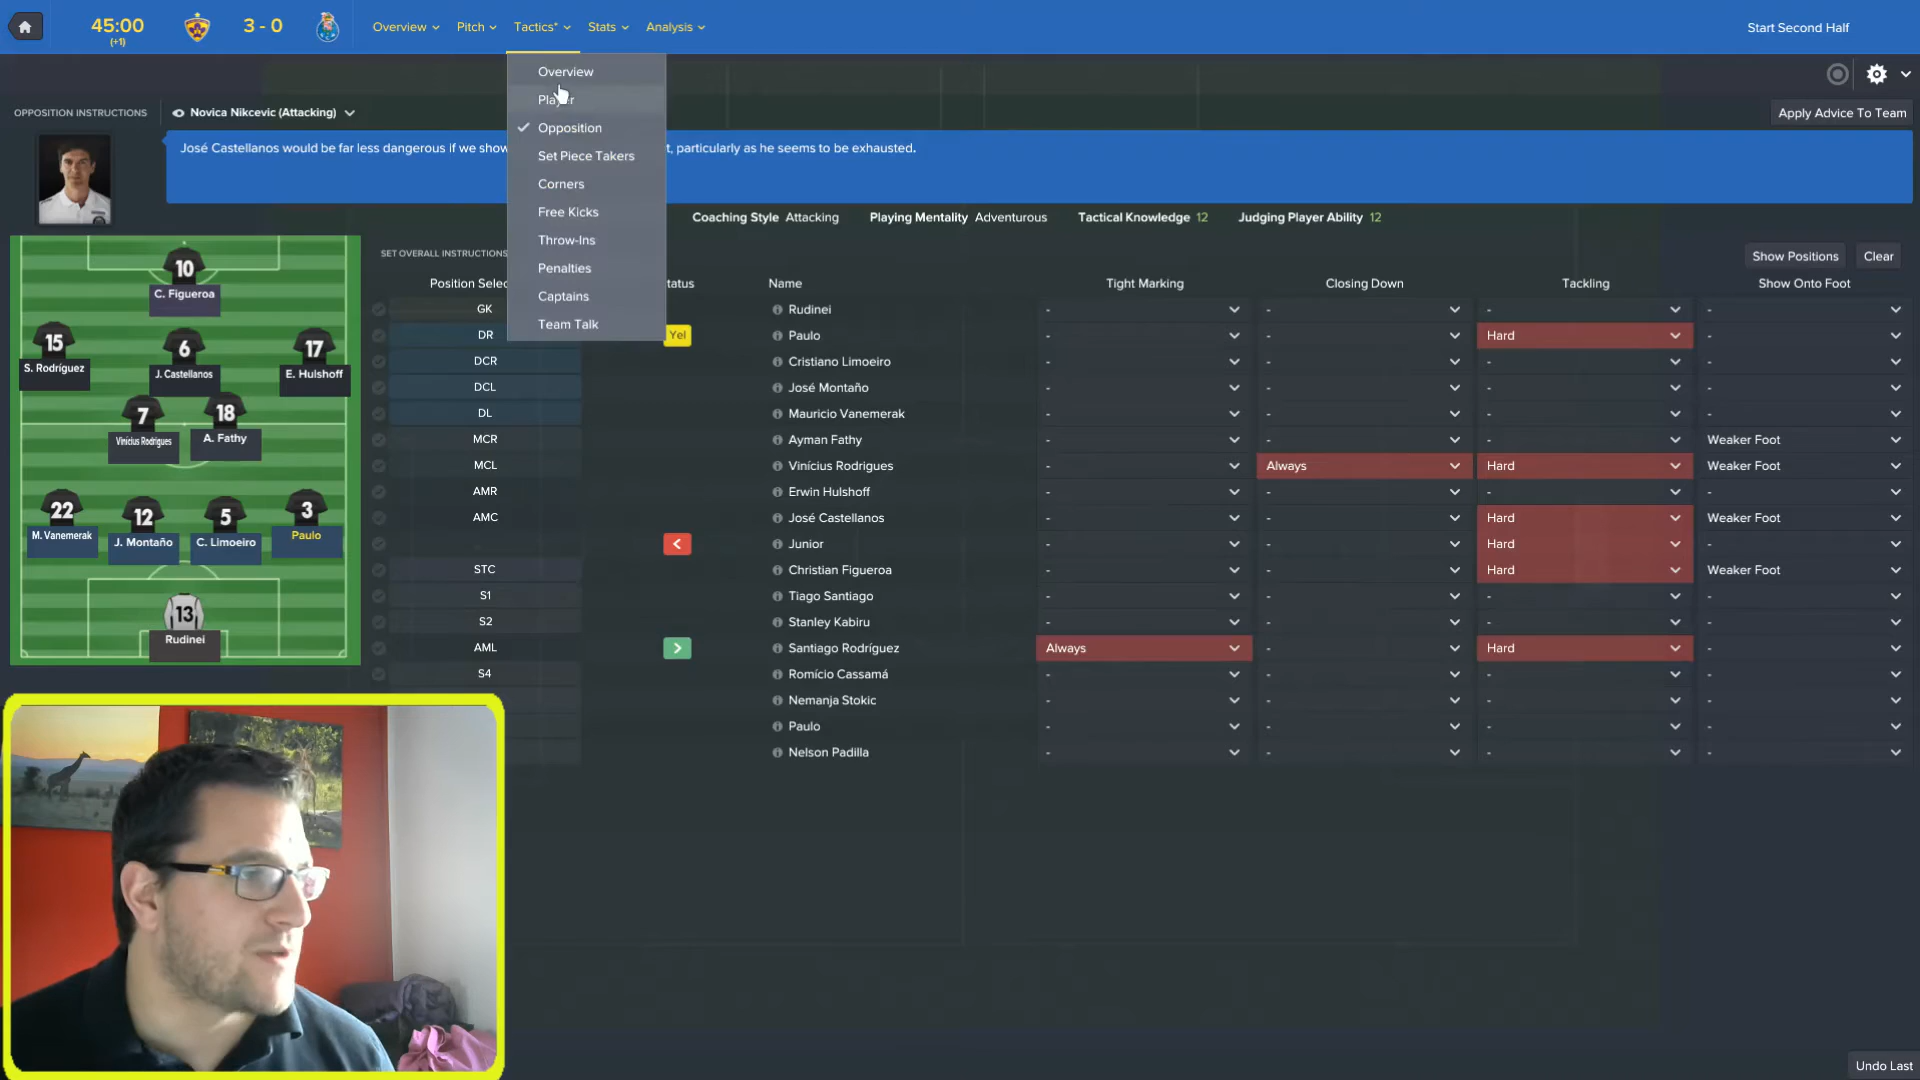 45:00
(+1)
3 - 0
Overview
Pitch
Tactics*
Stats
Analysis
Start Second Half
Overview
Player
Opposition
Set Piece Takers
Corners
Free Kicks
Throw-Ins
Penalties
Captains
Team Talk
OPPOSITION INSTRUCTIONS
Novica Nikcevic (Attacking)
Apply Advice To Team
José Castellanos would be far less dangerous if we show
, particularly as he seems to be exhausted.
Coaching Style Attacking
Playing Mentality Adventurous
Tactical Knowledge 12
Judging Player Ability 12
SET OVERALL INSTRUCTIONS
Show Positions
Clear
Position Selec
tatus
Name
Tight Marking
Closing Down
Tackling
Show Onto Foot
GK Rudinei - - - -
DR Yel Paulo - - Hard -
DCR Cristiano Limoeiro - - - -
DCL José Montaño - - - -
DL Mauricio Vanemerak - - - -
MCR Ayman Fathy - - - Weaker Foot
MCL Vinícius Rodrigues - Always Hard Weaker Foot
AMR Erwin Hulshoff - - - -
AMC José Castellanos - - Hard Weaker Foot
Junior - - Hard -
STC Christian Figueroa - - Hard Weaker Foot
S1 Tiago Santiago - - - -
S2 Stanley Kabiru - - - -
AML Santiago Rodríguez Always - Hard -
S4 Romício Cassamá - - - -
Nemanja Stokic - - - -
Paulo - - - -
Nelson Padilla - - - -
10
C. Figueroa
15
S. Rodríguez
6
J. Castellanos
17
E. Hulshoff
7
Vinícius Rodrigues
18
A. Fathy
22
M. Vanemerak
12
J. Montaño
5
C. Limoeiro
3
Paulo
13
Rudinei
Undo Last